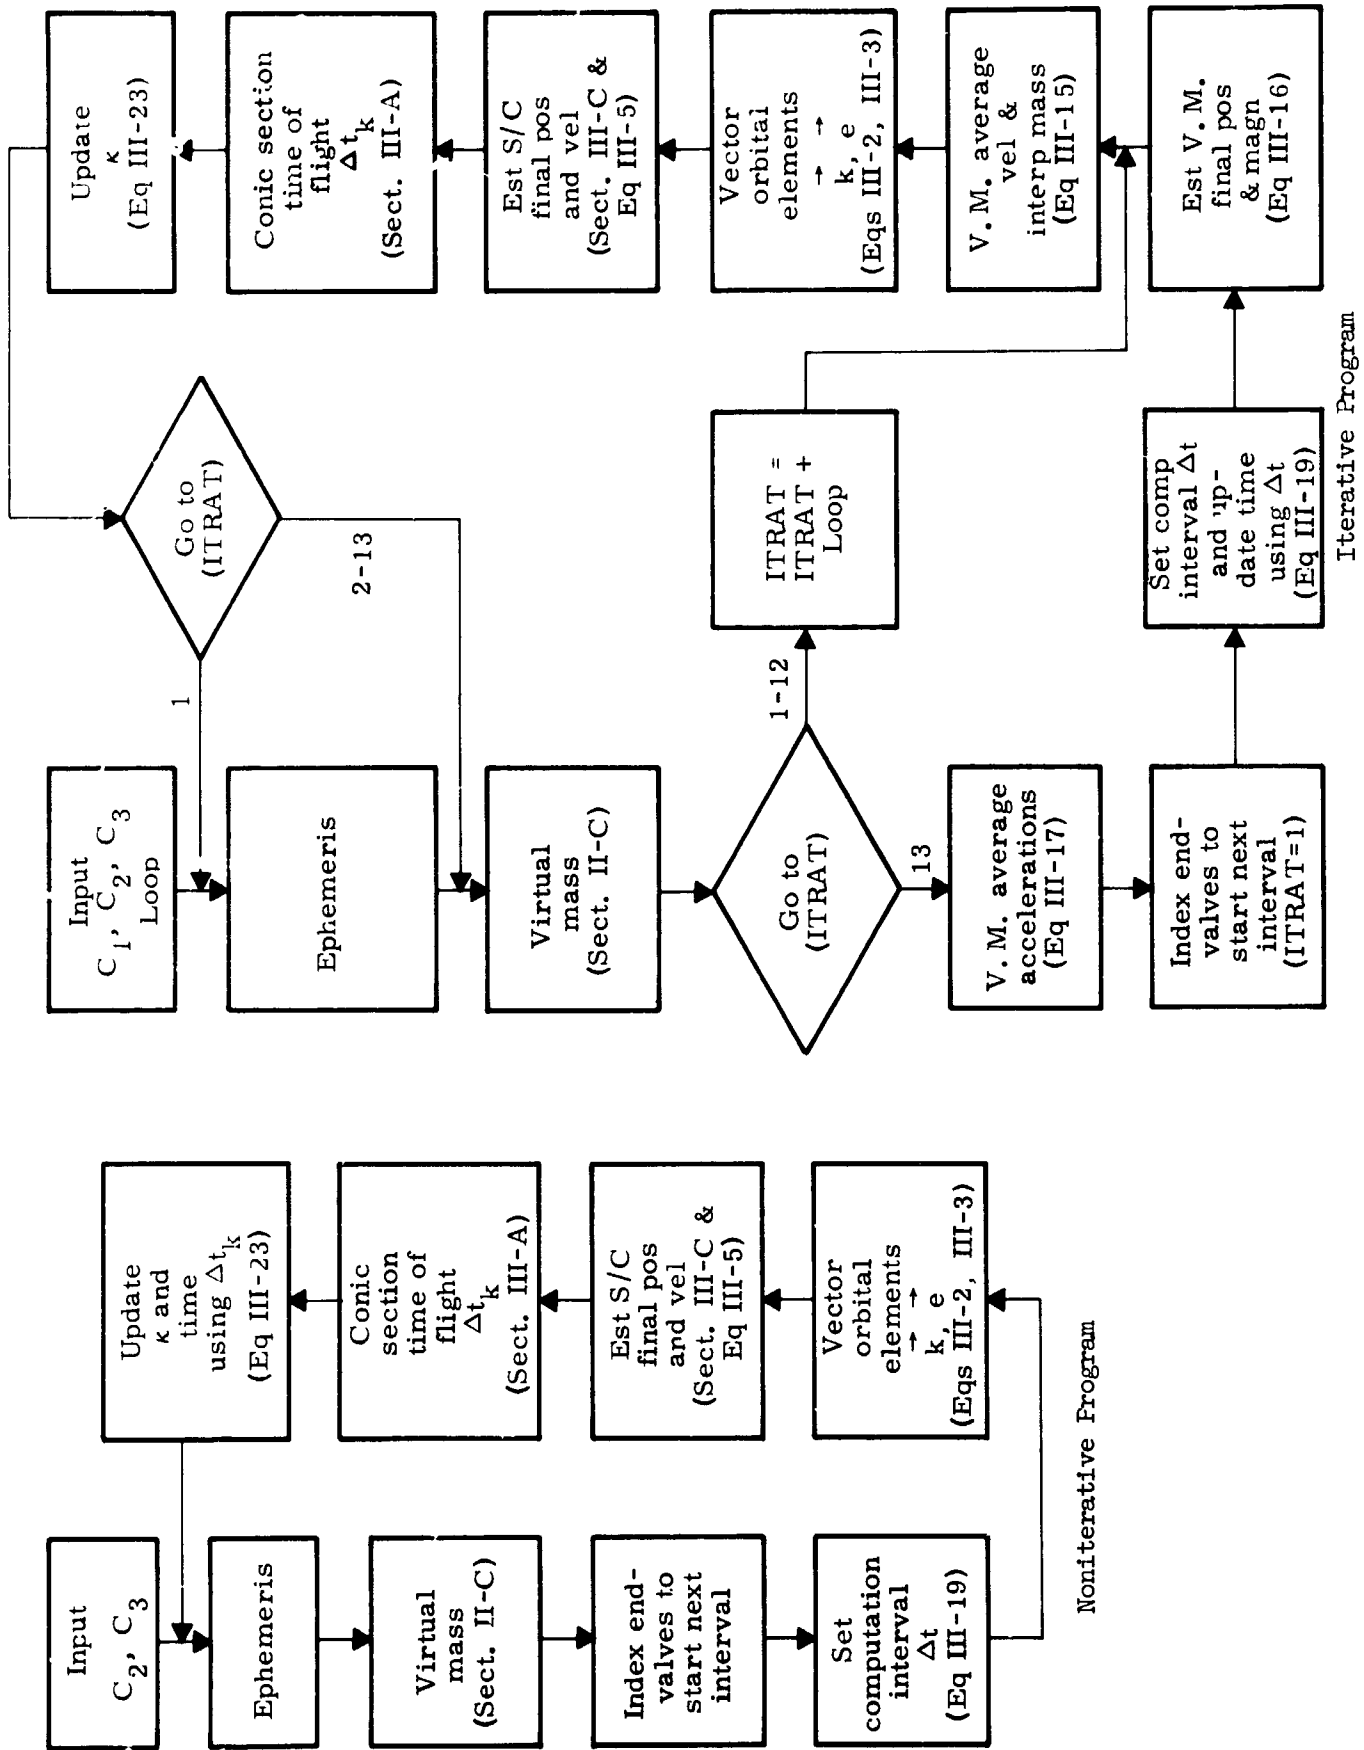 Input
C2, C3
Ephemeris
Virtual
mass
(Sect. II-C)
Index end-
valves to
start next
interval
Set
computation
interval
Δt
(Eq III-19)
Update
κ and
time
using Δtk
(Eq III-23)
Conic
section
time of
flight
Δtk
(Sect. III-A)
Est S/C
final pos
and vel
(Sect. III-C &
Eq III-5)
Vector
orbital
elements
→ →
k, e
(Eqs III-2, III-3)
Noniterative Program
Input
C1, C2, C3
Loop
Ephemeris
Virtual
mass
(Sect. II-C)
Go to
(ITRAT)
13
V.M. average
accelerations
(Eq III-17)
Index end-
valves to
start next
interval
(ITRAT=1)
1
Go to
(ITRAT)
2-13
1-12
ITRAT =
ITRAT +
Loop
Set comp
interval Δt
and up-
date time
using Δt
(Eq III-19)
Update
κ
(Eq III-23)
Conic section
time of
flight
Δtk
(Sect. III-A)
Est S/C
final pos
and vel
(Sect. III-C &
Eq III-5)
Vector
orbital
elements
→ →
k, e
(Eqs III-2, III-3)
V.M. average
vel &
interp mass
(Eq III-15)
Est V.M.
final pos
& magn
(Eq III-16)
Iterative Program